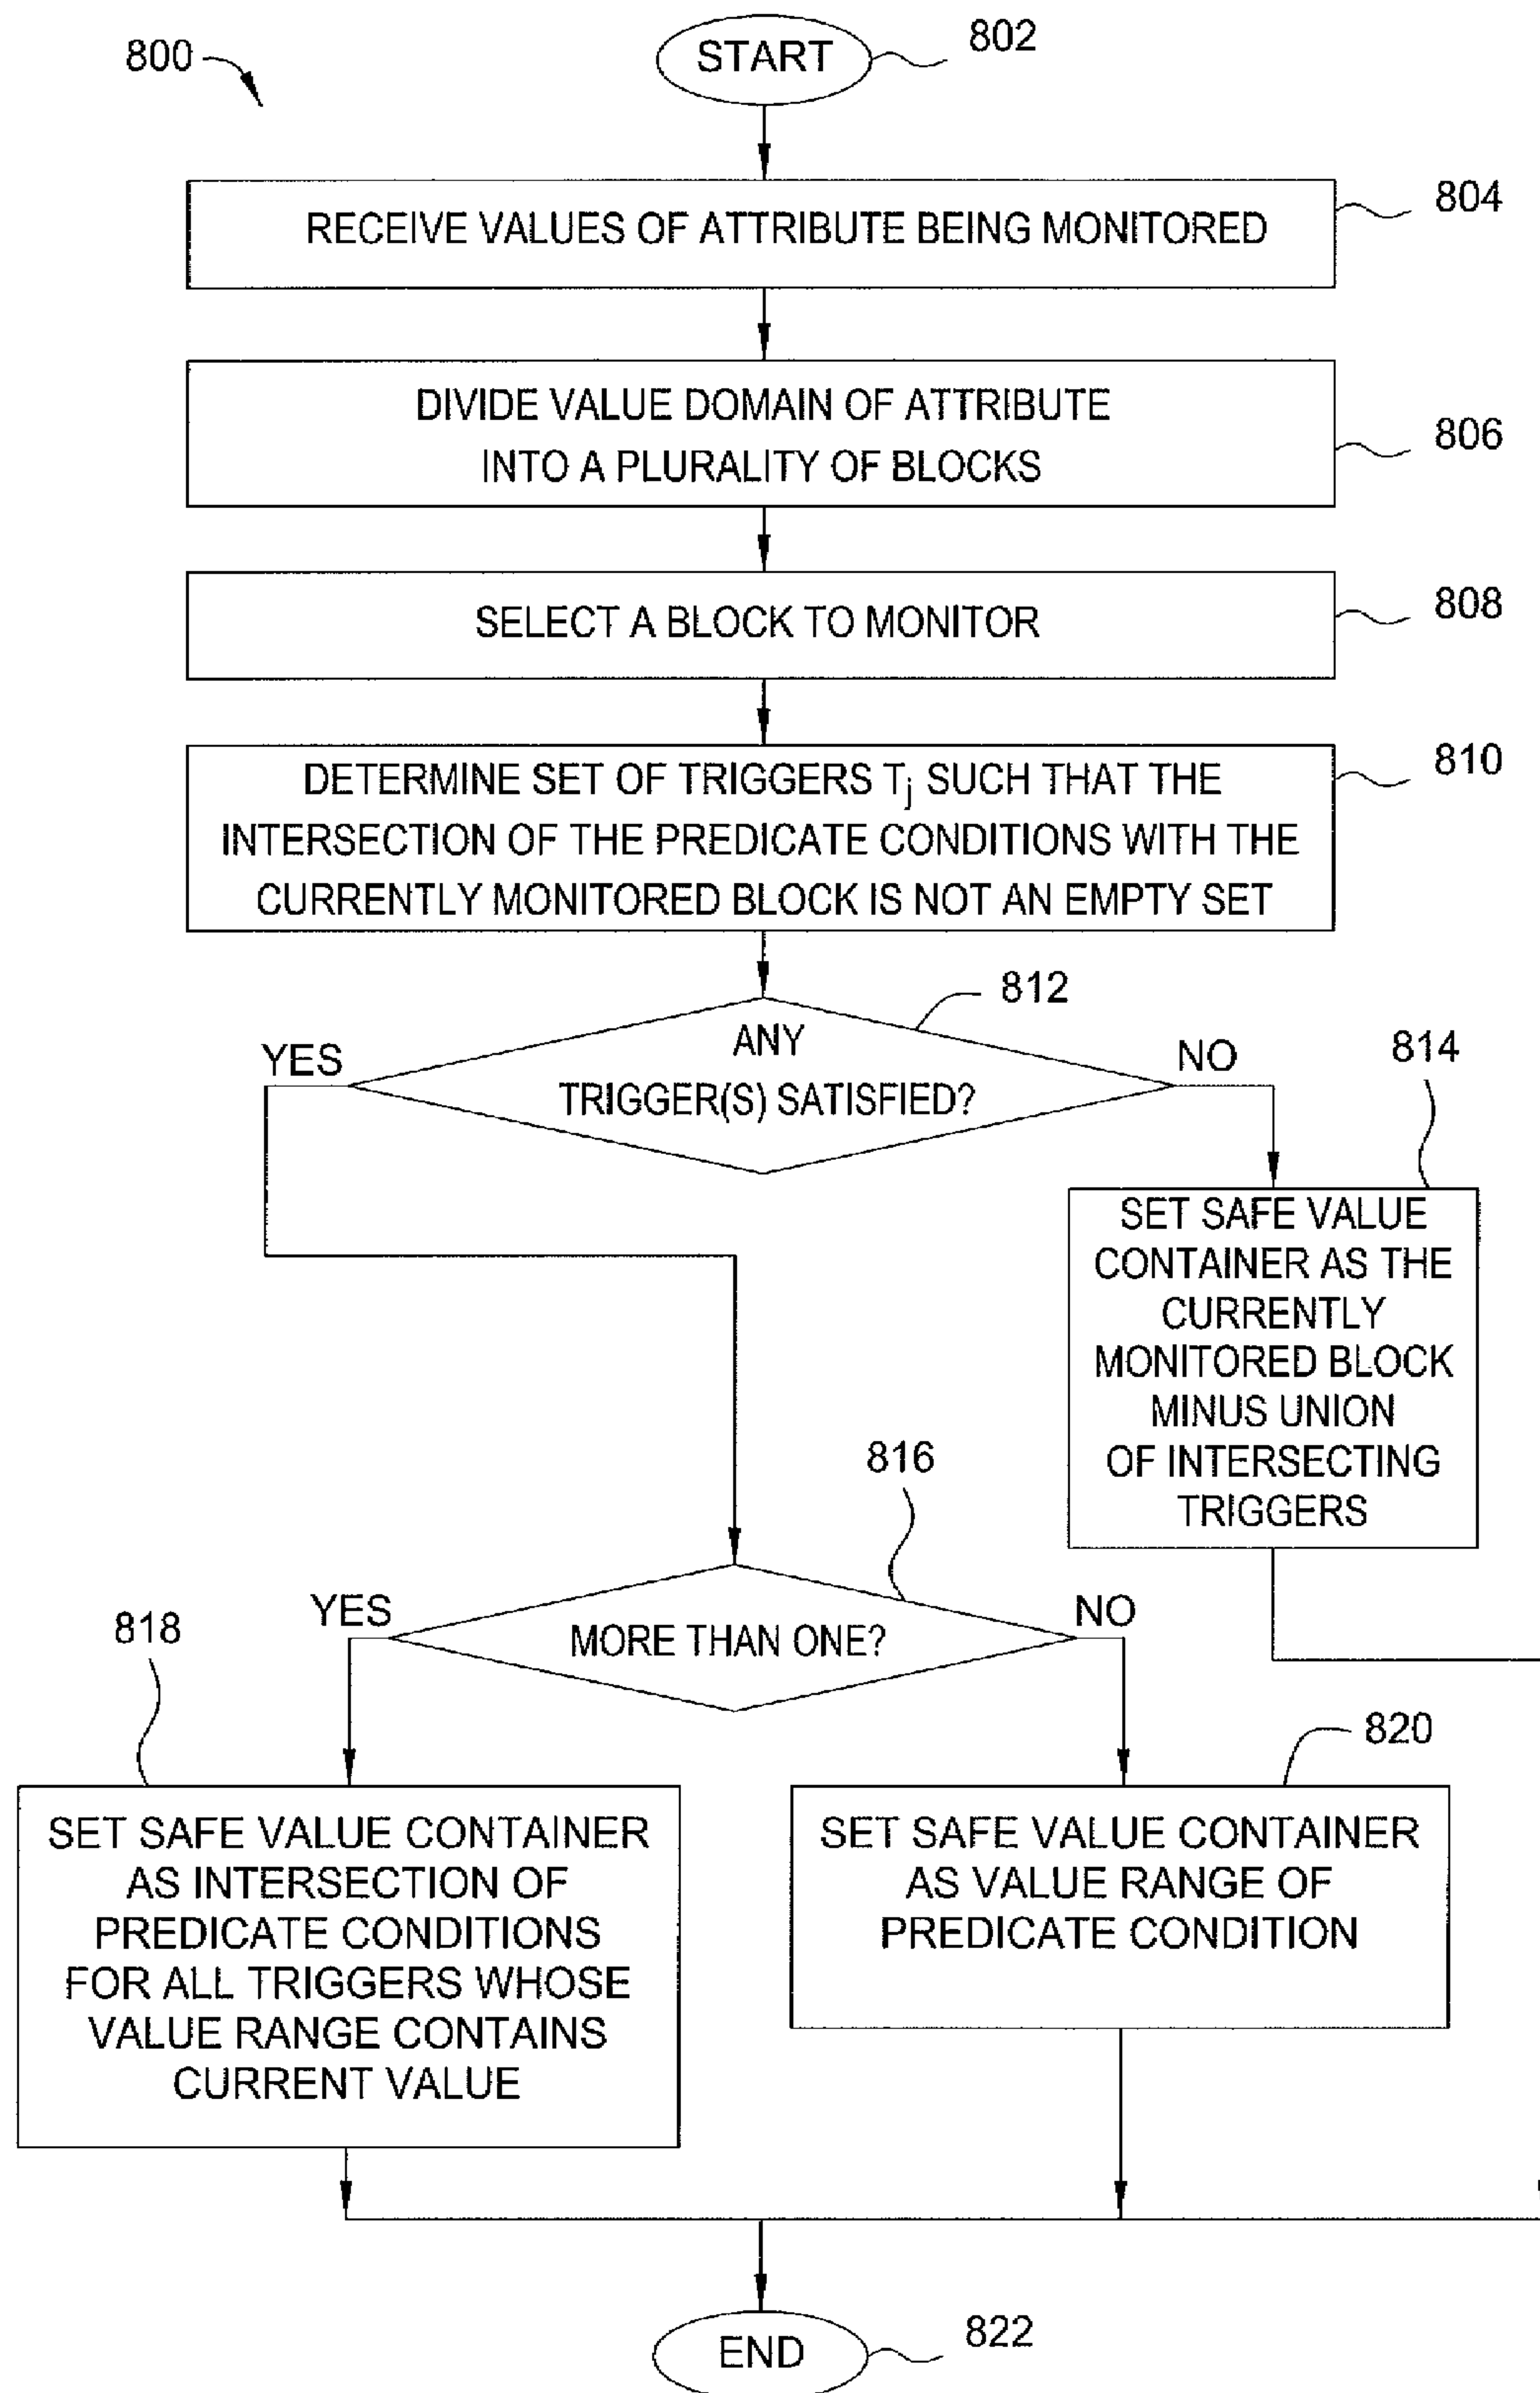 800
START
802
RECEIVE VALUES OF ATTRIBUTE BEING MONITORED
804
DIVIDE VALUE DOMAIN OF ATTRIBUTE
INTO A PLURALITY OF BLOCKS
806
SELECT A BLOCK TO MONITOR
808
DETERMINE SET OF TRIGGERS Tj SUCH THAT THE
INTERSECTION OF THE PREDICATE CONDITIONS WITH THE
CURRENTLY MONITORED BLOCK IS NOT AN EMPTY SET
810
812
ANY
TRIGGER(S) SATISFIED?
YES
NO
814
SET SAFE VALUE
CONTAINER AS THE
CURRENTLY
MONITORED BLOCK
MINUS UNION
OF INTERSECTING
TRIGGERS
816
MORE THAN ONE?
YES
NO
818
SET SAFE VALUE CONTAINER
AS INTERSECTION OF
PREDICATE CONDITIONS
FOR ALL TRIGGERS WHOSE
VALUE RANGE CONTAINS
CURRENT VALUE
820
SET SAFE VALUE CONTAINER
AS VALUE RANGE OF
PREDICATE CONDITION
END
822